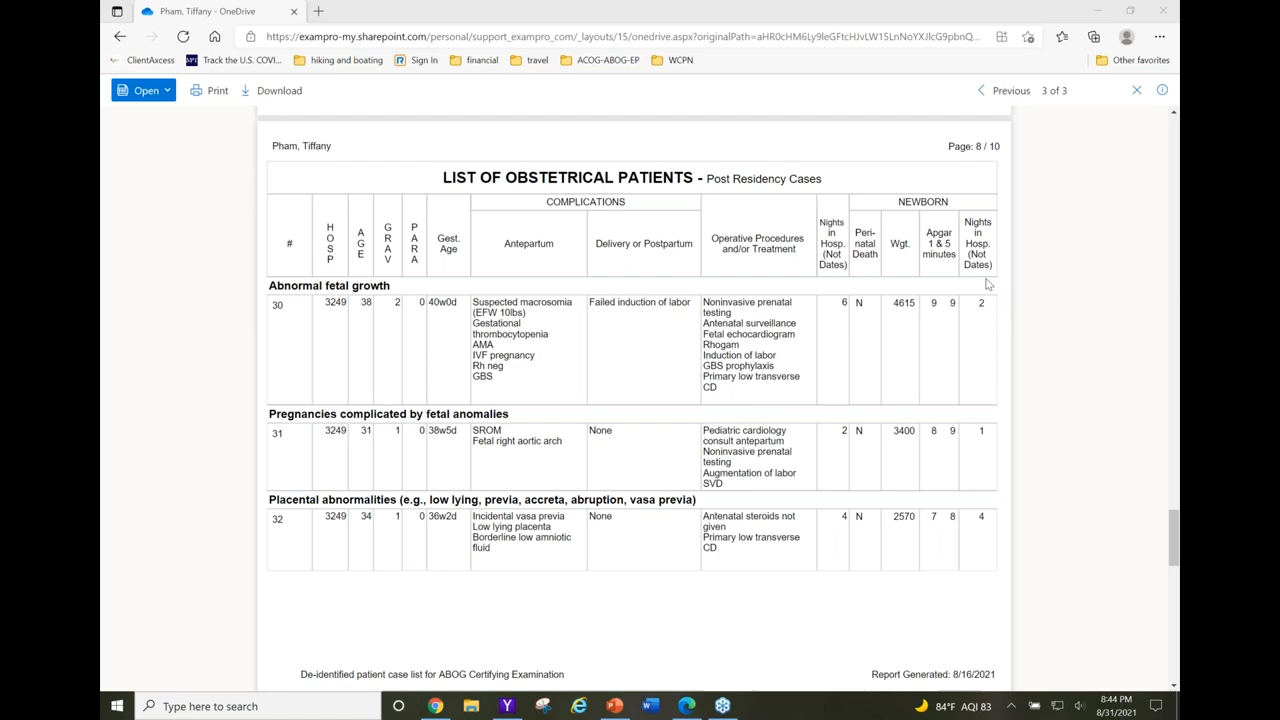 Pham, Tiffany - OneDrive
https://exampro-my.sharepoint.com/personal/support_exampro_com/_layouts/15/onedrive.aspx?originalPath=
ClientAxcess
Track the U.S. COVI...
hiking and boating
Sign In
financial
travel
ACOG-ABOG-EP
WCPN
Other favorites
Open
Print
Download
Previous
3 of 3
Pham, Tiffany
Page: 8 / 10
LIST OF OBSTETRICAL PATIENTS - Post Residency Cases
#
HOSP
AGE
GRAV
PARA
Gest. Age
COMPLICATIONS
Antepartum
Delivery or Postpartum
Operative Procedures
and/or Treatment
Nights
in
Hosp.
(Not
Dates)
NEWBORN
Peri-
natal
Death
Wgt.
Apgar
1 & 5
minutes
Nights
in
Hosp.
(Not
Dates)
Abnormal fetal growth
30
3249
38
2
0
40w0d
Suspected macrosomia
(EFW 10lbs)
Gestational
thrombocytopenia
AMA
IVF pregnancy
Rh neg
GBS
Failed induction of labor
Noninvasive prenatal
testing
Antenatal surveillance
Fetal echocardiogram
Rhogam
Induction of labor
GBS prophylaxis
Primary low transverse
CD
6
N
4615
9 9
2
Pregnancies complicated by fetal anomalies
31
3249
31
1
0
38w5d
SROM
Fetal right aortic arch
None
Pediatric cardiology
consult antepartum
Noninvasive prenatal
testing
Augmentation of labor
SVD
2
N
3400
8 9
1
Placental abnormalities (e.g., low lying, previa, accreta, abruption, vasa previa)
32
3249
34
1
0
36w2d
Incidental vasa previa
Low lying placenta
Borderline low amniotic
fluid
None
Antenatal steroids not
given
Primary low transverse
CD
4
N
2570
7 8
4
De-identified patient case list for ABOG Certifying Examination
Report Generated: 8/16/2021
Type here to search
84°F AQI 83
8:44 PM
8/31/2021